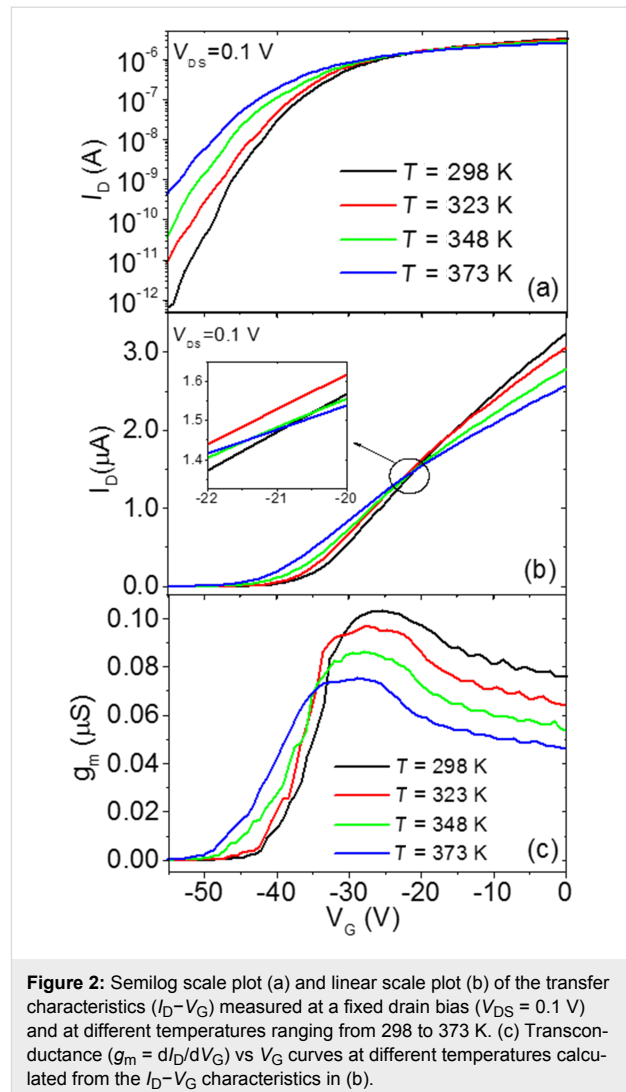 V_DS=0.1 V
10^-6
10^-7
10^-8
10^-9
10^-10
10^-11
10^-12
I_D (A)
T = 298 K
T = 323 K
T = 348 K
T = 373 K
(a)
V_DS=0.1 V
3.0
2.0
1.0
0.0
I_D(µA)
1.6
1.5
1.4
-22
-21
-20
(b)
0.10
0.08
0.06
0.04
0.02
0.00
g_m (µS)
T = 298 K
T = 323 K
T = 348 K
T = 373 K
(c)
-50
-40
-30
-20
-10
0
V_G (V)
Figure 2: Semilog scale plot (a) and linear scale plot (b) of the transfer
characteristics (I_D−V_G) measured at a fixed drain bias (V_DS = 0.1 V)
and at different temperatures ranging from 298 to 373 K. (c) Transcon-
ductance (g_m = dI_D/dV_G) vs V_G curves at different temperatures calcu-
lated from the I_D−V_G characteristics in (b).